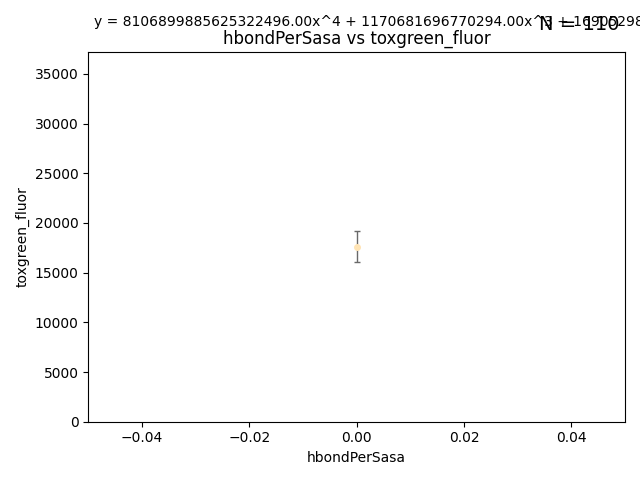 y = 8106899885625322496.00x^4 + 1170681696770294.00x^3 +
N = 110
hbondPerSasa vs toxgreen_fluor
35000
30000
25000
20000
15000
10000
5000
0
toxgreen_fluor
−0.04 −0.02 0.00 0.02 0.04
hbondPerSasa